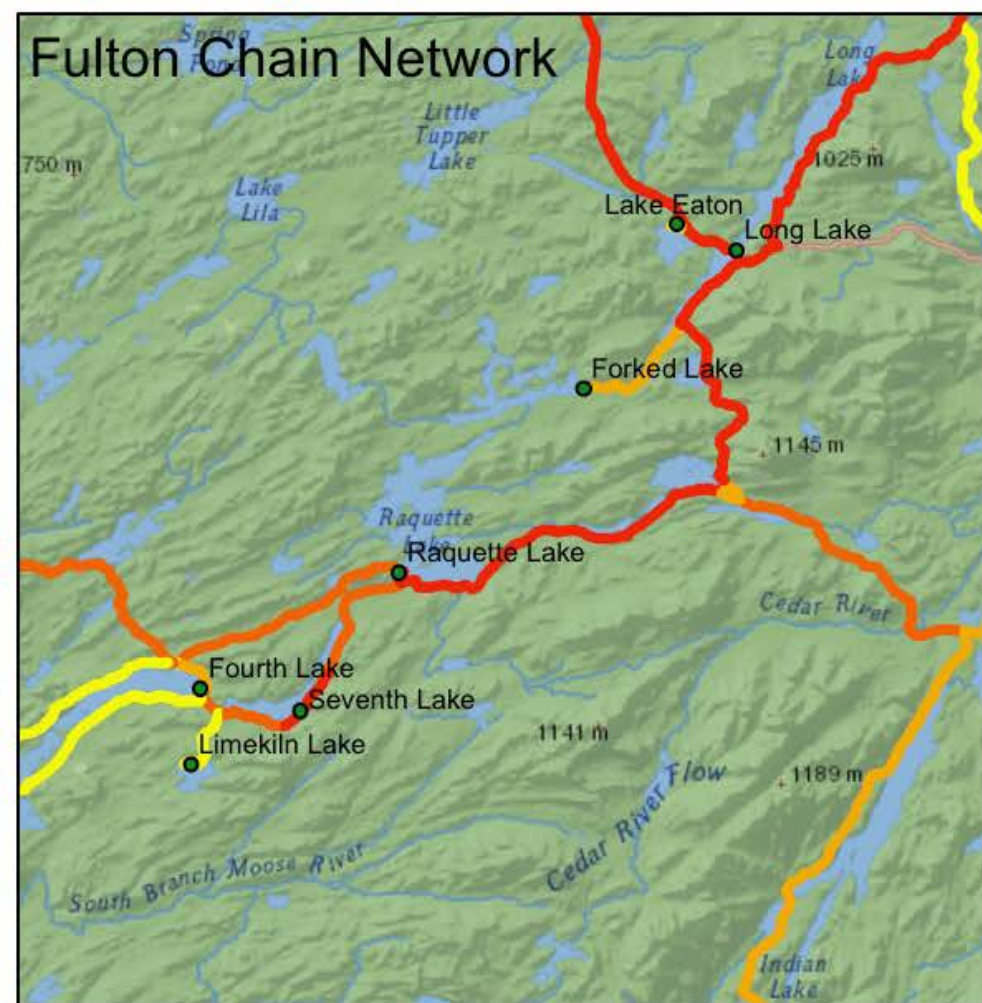 Spring
Pond
Fulton Chain Network
Long
Lake
Little
Tupper
Lake
750 m
1025 m
Lake
Lila
Lake Eaton
Long Lake
Forked Lake
1145 m
Raquette
Lake
Raquette Lake
Cedar River
Fourth Lake
Seventh Lake
Limekiln Lake
1141 m
Cedar River Flow
1189 m
South Branch Moose River
Indian
Lake